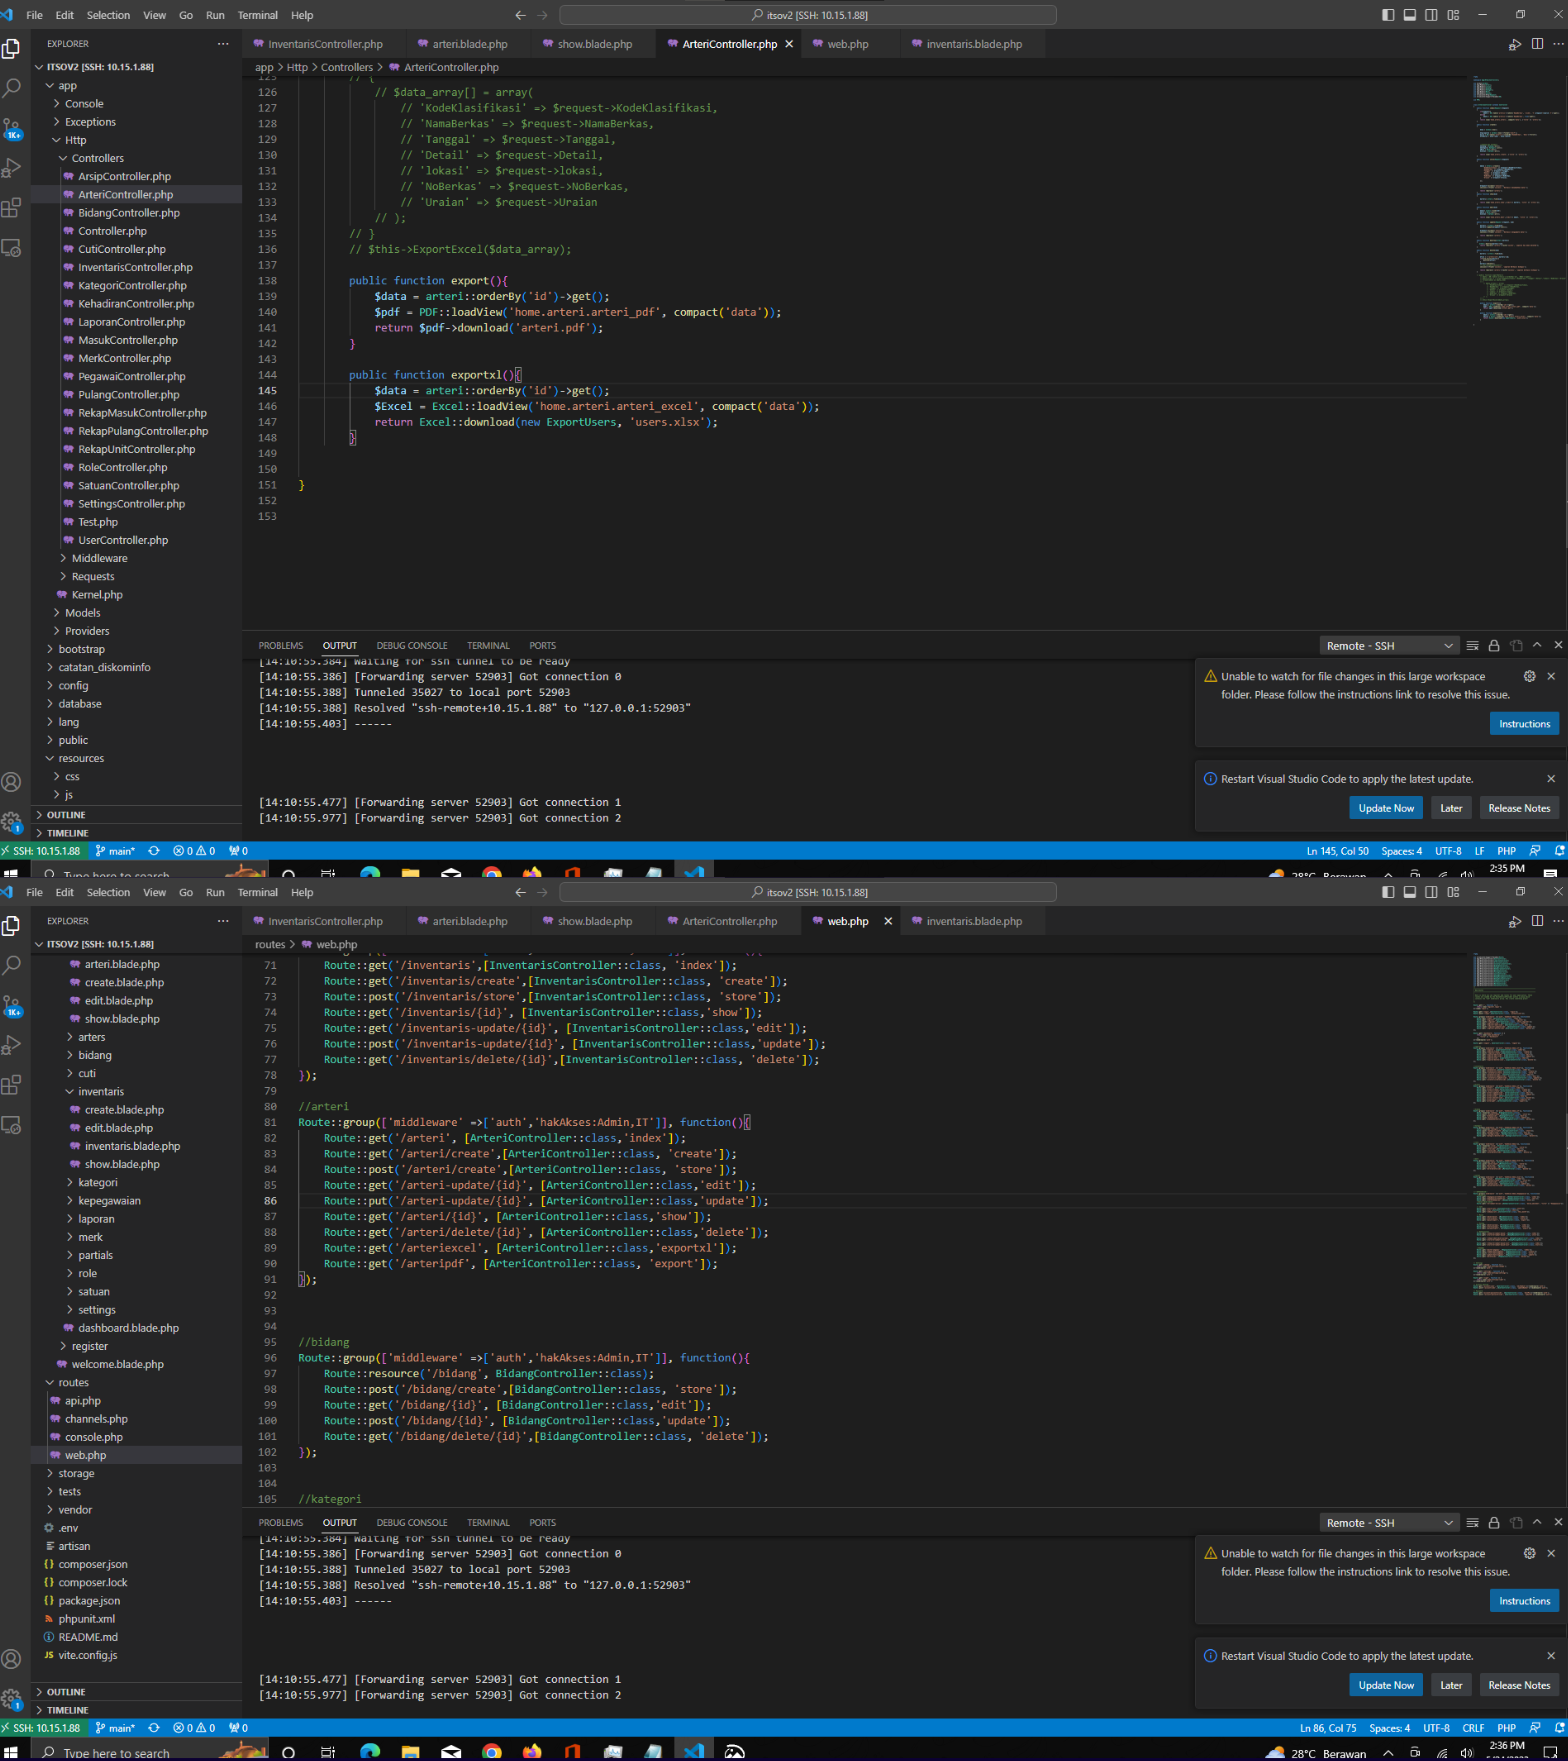 File Edit Selection View Go Run Terminal Help
itsov2 [SSH: 10.15.1.88]
EXPLORER
InventarisController.php
arteri.blade.php
show.blade.php
ArteriController.php
web.php
inventaris.blade.php
ITSOV2 [SSH: 10.15.1.88]
app > Http > Controllers > ArteriController.php
app
Console
Exceptions
Http
Controllers
ArsipController.php
ArteriController.php
BidangController.php
Controller.php
CutiController.php
InventarisController.php
KategoriController.php
KehadiranController.php
LaporanController.php
MasukController.php
MerkController.php
PegawaiController.php
PulangController.php
RekapMasukController.php
RekapPulangController.php
RekapUnitController.php
RoleController.php
SatuanController.php
SettingsController.php
Test.php
UserController.php
Middleware
Requests
Kernel.php
Models
Providers
bootstrap
catatan_diskominfo
config
database
lang
public
resources
css
js
OUTLINE
TIMELINE
125 // {
126 // $data_array[] = array(
127 // 'KodeKlasifikasi' => $request->KodeKlasifikasi,
128 // 'NamaBerkas' => $request->NamaBerkas,
129 // 'Tanggal' => $request->Tanggal,
130 // 'Detail' => $request->Detail,
131 // 'lokasi' => $request->lokasi,
132 // 'NoBerkas' => $request->NoBerkas,
133 // 'Uraian' => $request->Uraian
134 // );
135 // }
136 // $this->ExportExcel($data_array);
137
138 public function export(){
139 $data = arteri::orderBy('id')->get();
140 $pdf = PDF::loadView('home.arteri.arteri_pdf', compact('data'));
141 return $pdf->download('arteri.pdf');
142 }
143
144 public function exportxl(){
145 $data = arteri::orderBy('id')->get();
146 $Excel = Excel::loadView('home.arteri.arteri_excel', compact('data'));
147 return Excel::download(new ExportUsers, 'users.xlsx');
148 }
149
150
151 }
152
153
PROBLEMS OUTPUT DEBUG CONSOLE TERMINAL PORTS
Remote - SSH
[14:10:55.384] Waiting for ssh tunnel to be ready
[14:10:55.386] [Forwarding server 52903] Got connection 0
[14:10:55.388] Tunneled 35027 to local port 52903
[14:10:55.388] Resolved "ssh-remote+10.15.1.88" to "127.0.0.1:52903"
[14:10:55.403] ------
[14:10:55.477] [Forwarding server 52903] Got connection 1
[14:10:55.977] [Forwarding server 52903] Got connection 2
Unable to watch for file changes in this large workspace
folder. Please follow the instructions link to resolve this issue.
Instructions
Restart Visual Studio Code to apply the latest update.
Update Now Later Release Notes
1K+
1
SSH: 10.15.1.88 main* 0 0 0
Ln 145, Col 50 Spaces: 4 UTF-8 LF PHP
Type here to search
28°C Berawan
2:35 PM
File Edit Selection View Go Run Terminal Help
itsov2 [SSH: 10.15.1.88]
EXPLORER
InventarisController.php
arteri.blade.php
show.blade.php
ArteriController.php
web.php
inventaris.blade.php
ITSOV2 [SSH: 10.15.1.88]
routes > web.php
arteri.blade.php
create.blade.php
edit.blade.php
show.blade.php
arters
bidang
cuti
inventaris
create.blade.php
edit.blade.php
inventaris.blade.php
show.blade.php
kategori
kepegawaian
laporan
merk
partials
role
satuan
settings
dashboard.blade.php
register
welcome.blade.php
routes
api.php
channels.php
console.php
web.php
storage
tests
vendor
.env
artisan
composer.json
composer.lock
package.json
phpunit.xml
README.md
vite.config.js
OUTLINE
TIMELINE
71 Route::get('/inventaris',[InventarisController::class, 'index']);
72 Route::get('/inventaris/create',[InventarisController::class, 'create']);
73 Route::post('/inventaris/store',[InventarisController::class, 'store']);
74 Route::get('/inventaris/{id}', [InventarisController::class,'show']);
75 Route::get('/inventaris-update/{id}', [InventarisController::class,'edit']);
76 Route::post('/inventaris-update/{id}', [InventarisController::class,'update']);
77 Route::get('/inventaris/delete/{id}',[InventarisController::class, 'delete']);
78 });
79
80 //arteri
81 Route::group(['middleware' =>['auth','hakAkses:Admin,IT']], function(){
82 Route::get('/arteri', [ArteriController::class,'index']);
83 Route::get('/arteri/create',[ArteriController::class, 'create']);
84 Route::post('/arteri/create',[ArteriController::class, 'store']);
85 Route::get('/arteri-update/{id}', [ArteriController::class,'edit']);
86 Route::put('/arteri-update/{id}', [ArteriController::class,'update']);
87 Route::get('/arteri/{id}', [ArteriController::class,'show']);
88 Route::get('/arteri/delete/{id}', [ArteriController::class,'delete']);
89 Route::get('/arteriexcel', [ArteriController::class,'exportxl']);
90 Route::get('/arteripdf', [ArteriController::class, 'export']);
91 });
92
93
94
95 //bidang
96 Route::group(['middleware' =>['auth','hakAkses:Admin,IT']], function(){
97 Route::resource('/bidang', BidangController::class);
98 Route::post('/bidang/create',[BidangController::class, 'store']);
99 Route::get('/bidang/{id}', [BidangController::class,'edit']);
100 Route::post('/bidang/{id}', [BidangController::class,'update']);
101 Route::get('/bidang/delete/{id}',[BidangController::class, 'delete']);
102 });
103
104
105 //kategori
PROBLEMS OUTPUT DEBUG CONSOLE TERMINAL PORTS
Remote - SSH
[14:10:55.384] Waiting for ssh tunnel to be ready
[14:10:55.386] [Forwarding server 52903] Got connection 0
[14:10:55.388] Tunneled 35027 to local port 52903
[14:10:55.388] Resolved "ssh-remote+10.15.1.88" to "127.0.0.1:52903"
[14:10:55.403] ------
[14:10:55.477] [Forwarding server 52903] Got connection 1
[14:10:55.977] [Forwarding server 52903] Got connection 2
Unable to watch for file changes in this large workspace
folder. Please follow the instructions link to resolve this issue.
Instructions
Restart Visual Studio Code to apply the latest update.
Update Now Later Release Notes
1K+
1
SSH: 10.15.1.88 main* 0 0 0
Ln 86, Col 75 Spaces: 4 UTF-8 CRLF PHP
Type here to search
28°C Berawan
2:36 PM